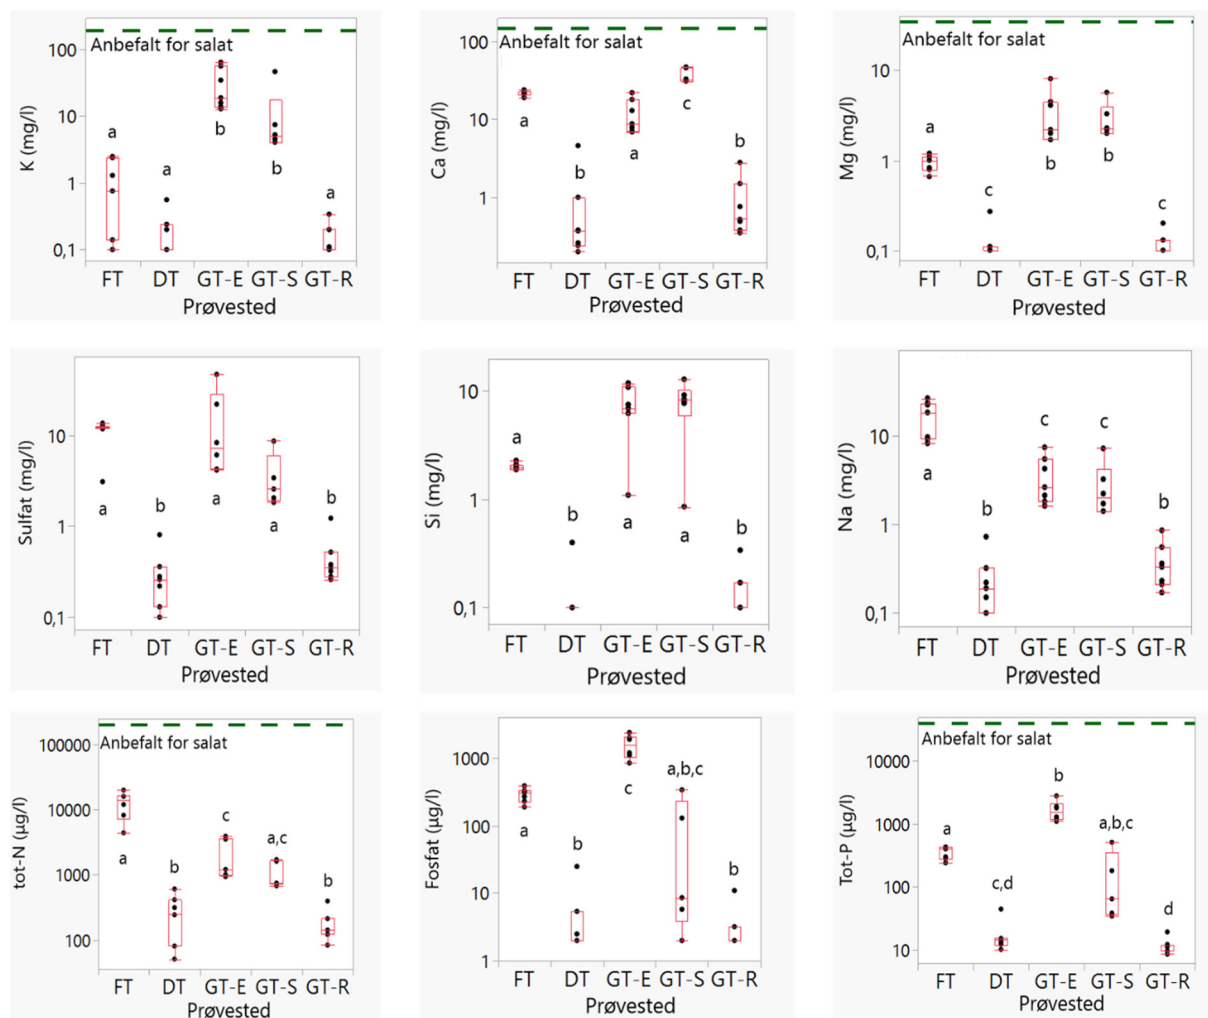 K (mg/l)
100
10
1
0,1
Anbefalt for salat
a
a
b
b
a
FT DT GT-E GT-S GT-R
Prøvested
Ca (mg/l)
100
10
1
Anbefalt for salat
a
b
a
c
b
FT DT GT-E GT-S GT-R
Prøvested
Mg (mg/l)
10
1
0,1
Anbefalt for salat
a
c
b
b
c
FT DT GT-E GT-S GT-R
Prøvested
Sulfat (mg/l)
10
1
0,1
a
b
a
a
b
FT DT GT-E GT-S GT-R
Prøvested
Si (mg/l)
10
1
0,1
a
b
a
a
b
FT DT GT-E GT-S GT-R
Prøvested
Na (mg/l)
10
1
0,1
a
b
c
c
b
FT DT GT-E GT-S GT-R
Prøvested
tot-N (µg/l)
100000
10000
1000
100
Anbefalt for salat
a
b
c
a,c
b
FT DT GT-E GT-S GT-R
Prøvested
Fosfat (µg/l)
1000
100
10
1
a
b
c
a,b,c
b
FT DT GT-E GT-S GT-R
Prøvested
Tot-P (µg/l)
10000
1000
100
10
Anbefalt for salat
a
c,d
b
a,b,c
d
FT DT GT-E GT-S GT-R
Prøvested